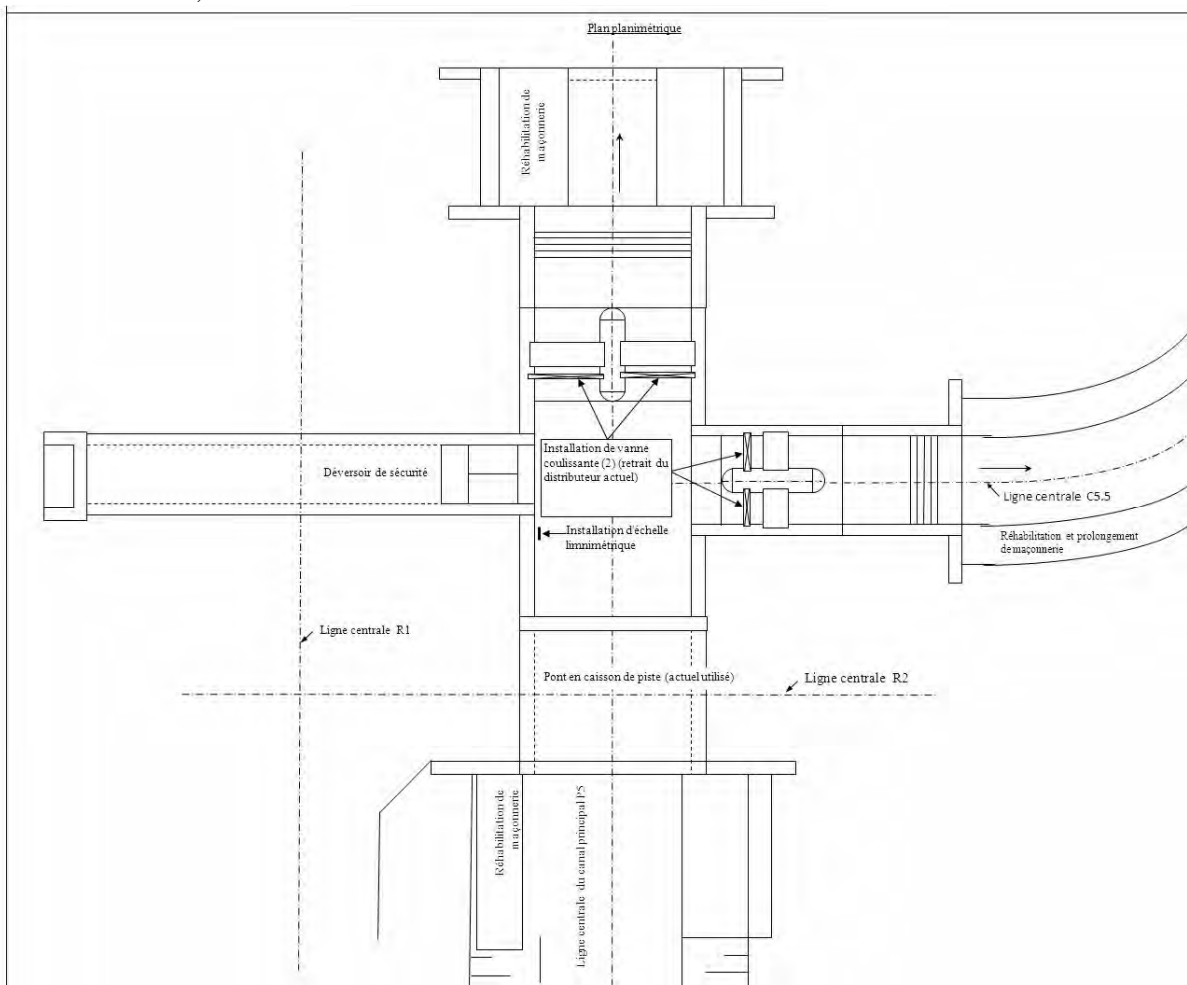 Plan planimétrique
Réhabilitation de
maçonnerie
Installation de vanne
coulissante (2) (retrait du
distributeur actuel)
Déversoir de sécurité
Ligne centrale C5.5
Installation d'échelle
limnimétrique
Réhabilitation et prolongement
de maçonnerie
Ligne centrale R1
Pont en caisson de piste (actuel utilisé)
Ligne centrale R2
Réhabilitation de
maçonnerie
Ligne centrale du canal principal P5